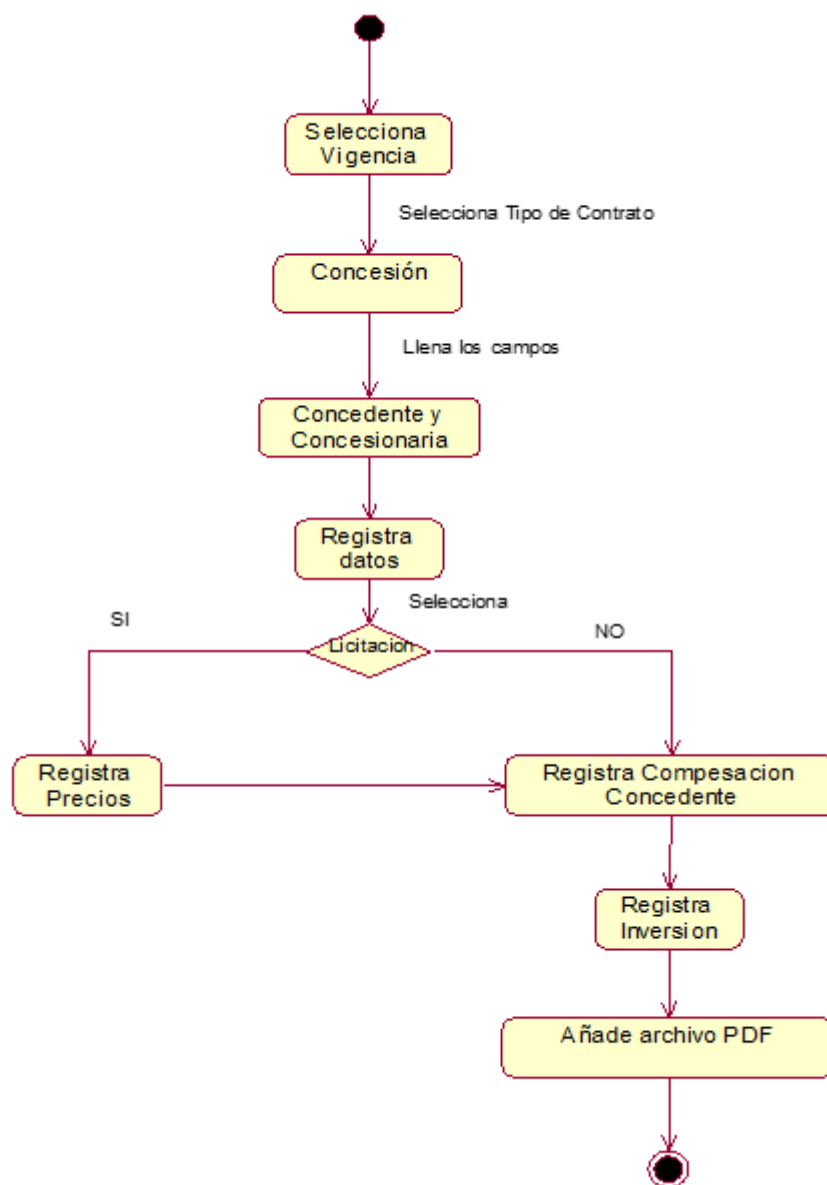 Selecciona
Vigencia
Selecciona Tipo de Contrato
Concesión
Llena los campos
Concedente y
Concesionaria
Registra
datos
Selecciona
SI
Licitacion
NO
Registra
Precios
Registra Compesacion
Concedente
Registra
Inversion
Añade archivo PDF